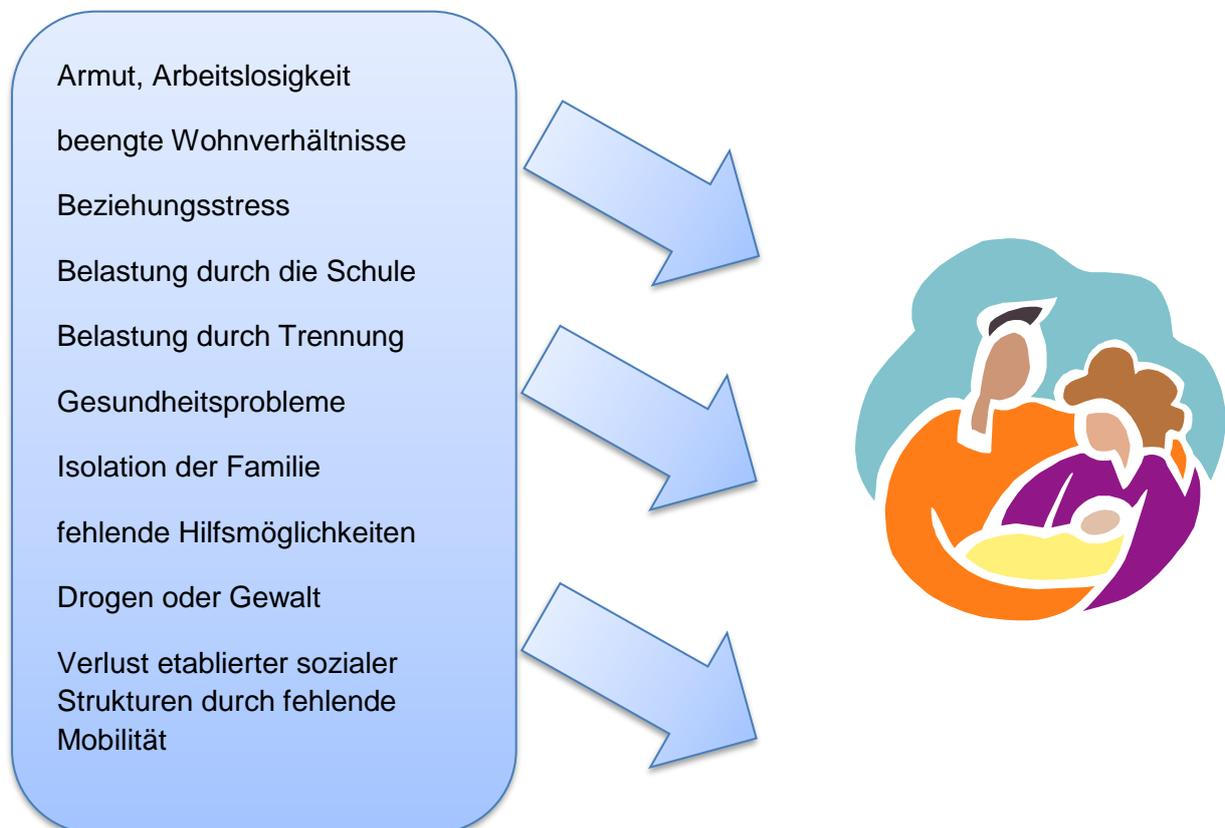 Armut, Arbeitslosigkeit
beengte Wohnverhältnisse
Beziehungsstress
Belastung durch die Schule
Belastung durch Trennung
Gesundheitsprobleme
Isolation der Familie
fehlende Hilfsmöglichkeiten
Drogen oder Gewalt
Verlust etablierter sozialer
Strukturen durch fehlende
Mobilität